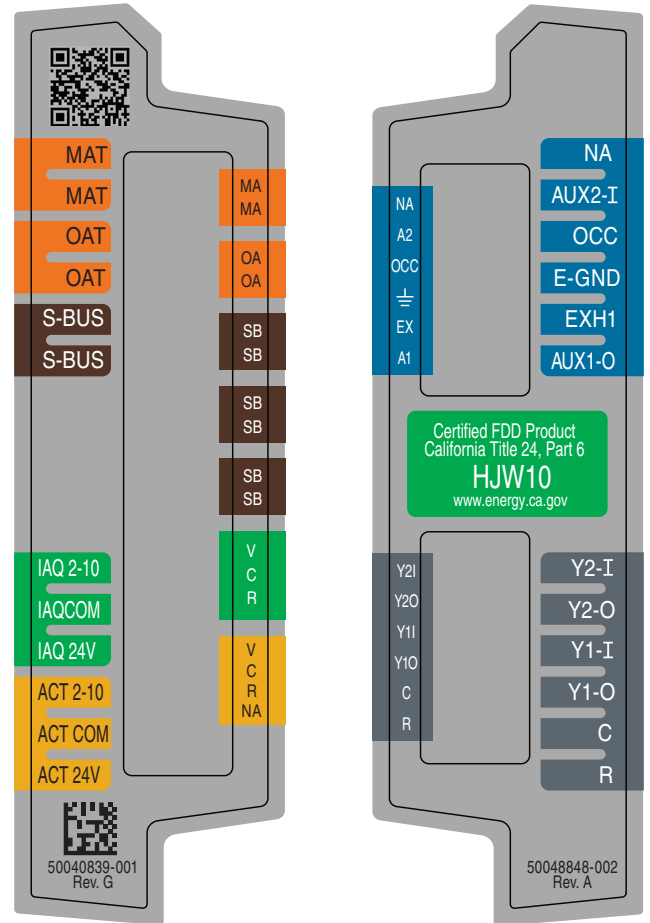 MAT
MAT
OAT
OAT
S-BUS
S-BUS
IAQ 2-10
IAQCOM
IAQ 24V
ACT 2-10
ACT COM
ACT 24V
MA
MA
OA
OA
SB
SB
SB
SB
SB
SB
V
C
R
V
C
R
NA
50040839-001
Rev. G
NA
A2
OCC
EX
A1
NA
AUX2-I
OCC
E-GND
EXH1
AUX1-O
Certified FDD Product
California Title 24, Part 6
HJW10
www.energy.ca.gov
Y2I
Y2O
Y1I
Y1O
C
R
Y2-I
Y2-O
Y1-I
Y1-O
C
R
50048848-002
Rev. A